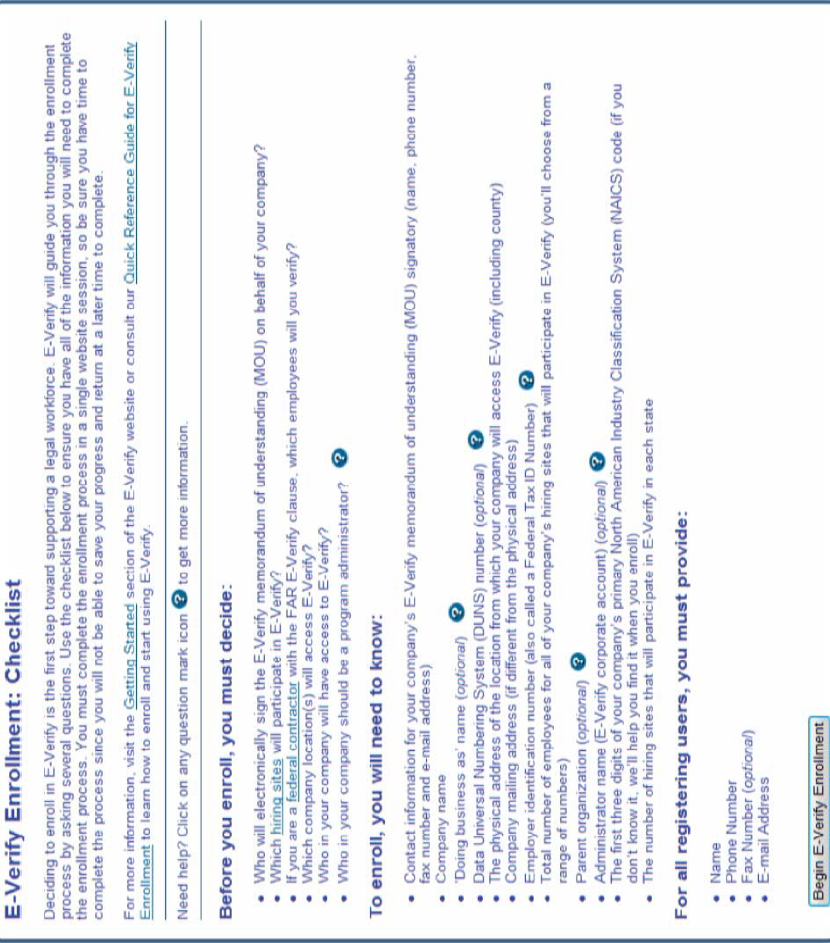 E-Verify Enrollment: Checklist
Deciding to enroll in E-Verify is the first step toward supporting a legal workforce. E-Verify will guide you through the enrollment
process by asking several questions. Use the checklist below to ensure you have all of the information you will need to complete
the enrollment process. You must complete the enrollment process in a single website session, so be sure you have time to
complete the process since you will not be able to save your progress and return at a later time to complete.
For more information, visit the Getting Started section of the E-Verify website or consult our Quick Reference Guide for E-Verify
Enrollment to learn how to enroll and start using E-Verify.
Need help? Click on any question mark icon ? to get more information.
Before you enroll, you must decide:
• Who will electronically sign the E-Verify memorandum of understanding (MOU) on behalf of your company?
• Which hiring sites will participate in E-Verify?
• If you are a federal contractor with the FAR E-Verify clause, which employees will you verify?
• Which company location(s) will access E-Verify?
• Who in your company will have access to E-Verify?
• Who in your company should be a program administrator? ?
To enroll, you will need to know:
• Contact information for your company's E-Verify memorandum of understanding (MOU) signatory (name, phone number,
fax number and e-mail address)
• Company name
• 'Doing business as' name (optional) ?
• Data Universal Numbering System (DUNS) number (optional) ?
• The physical address of the location from which your company will access E-Verify (including county)
• Company mailing address (if different from the physical address)
• Employer identification number (also called a Federal Tax ID Number) ?
• Total number of employees for all of your company's hiring sites that will participate in E-Verify (you'll choose from a
range of numbers)
• Parent organization (optional) ?
• Administrator name (E-Verify corporate account) (optional) ?
• The first three digits of your company's primary North American Industry Classification System (NAICS) code (if you
don't know it, we'll help you find it when you enroll)
• The number of hiring sites that will participate in E-Verify in each state
For all registering users, you must provide:
• Name
• Phone Number
• Fax Number (optional)
• E-mail Address
Begin E-Verify Enrollment